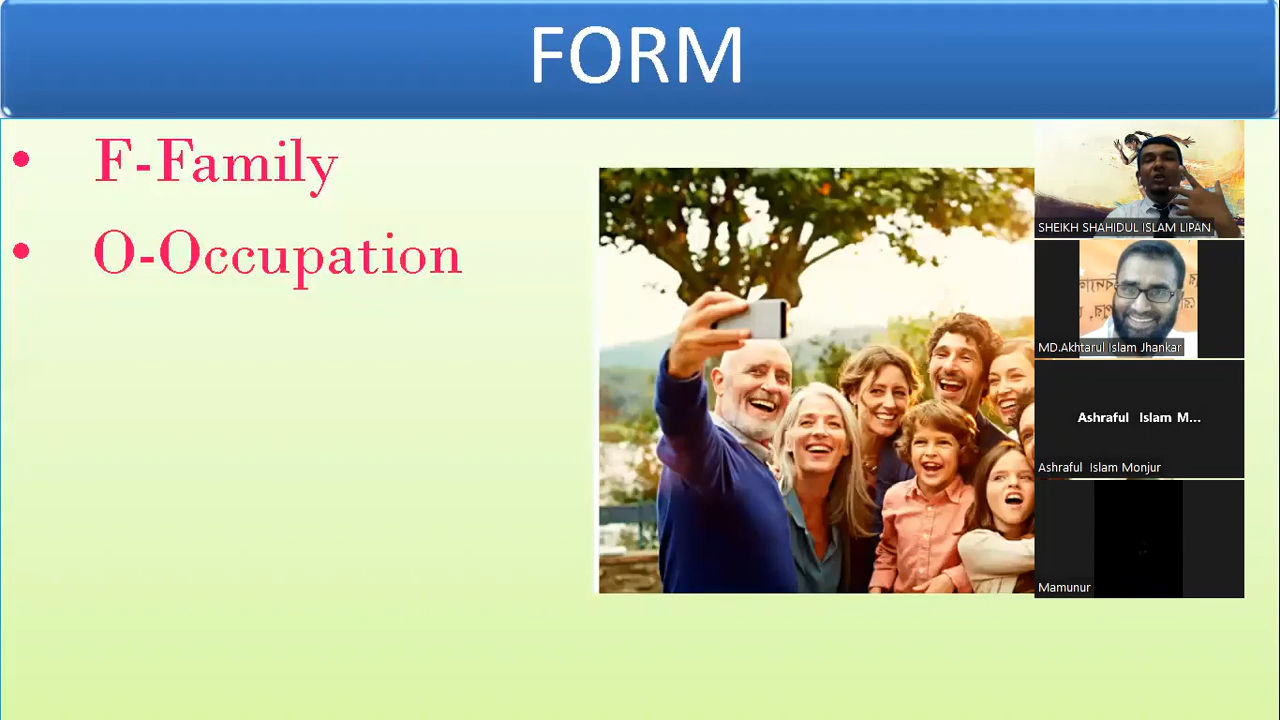 FORM
• F-Family
• O-Occupation
SHEIKH SHAHIDUL ISLAM LIPAN
MD.Akhtarul Islam Jhankar
Ashraful Islam M...
Ashraful Islam Monjur
Mamunur